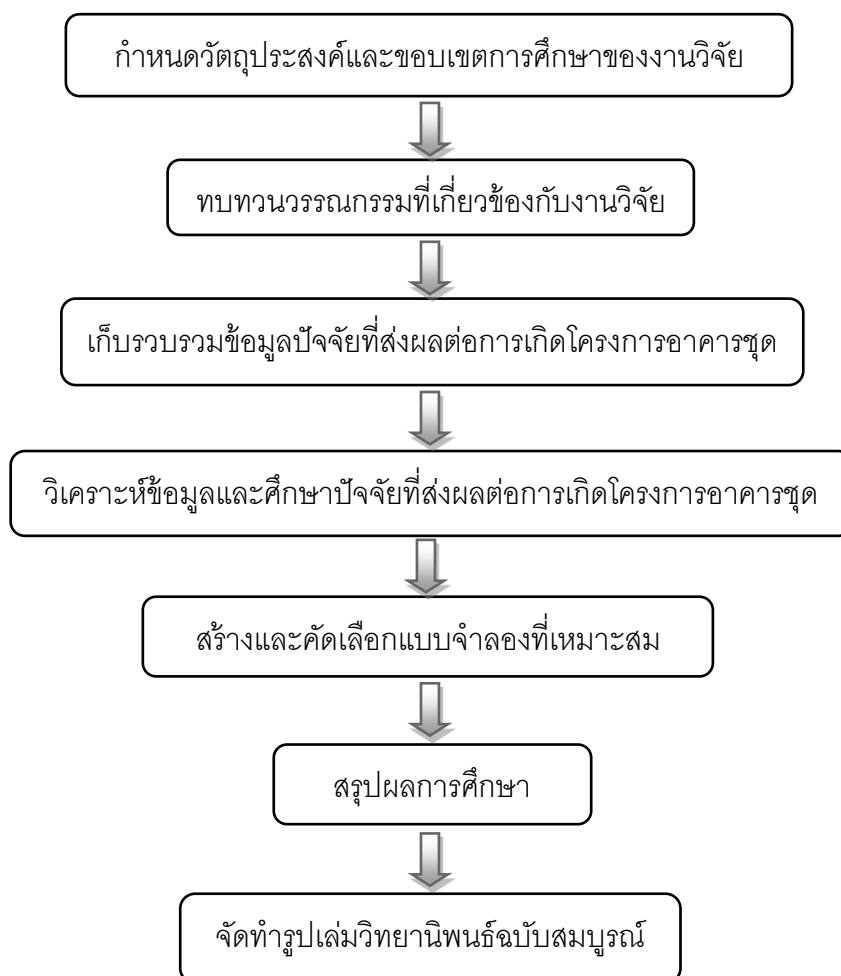 กำหนดวัตถุประสงค์และขอบเขตการศึกษาของงานวิจัย
ทบทวนวรรณกรรมที่เกี่ยวข้องกับงานวิจัย
เก็บรวบรวมข้อมูลปัจจัยที่ส่งผลต่อการเกิดโครงการอาคารชุด
วิเคราะห์ข้อมูลและศึกษาปัจจัยที่ส่งผลต่อการเกิดโครงการอาคารชุด
สร้างและคัดเลือกแบบจำลองที่เหมาะสม
สรุปผลการศึกษา
จัดทำรูปเล่มวิทยานิพนธ์ฉบับสมบูรณ์